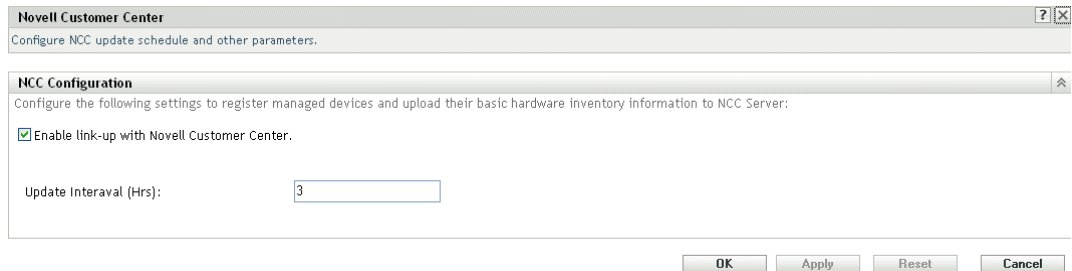 Novell Customer Center
?
Configure NCC update schedule and other parameters.
NCC Configuration
Configure the following settings to register managed devices and upload their basic hardware inventory information to NCC Server:
Enable link-up with Novell Customer Center.
Update Interaval (Hrs): 3
OK Apply Reset Cancel